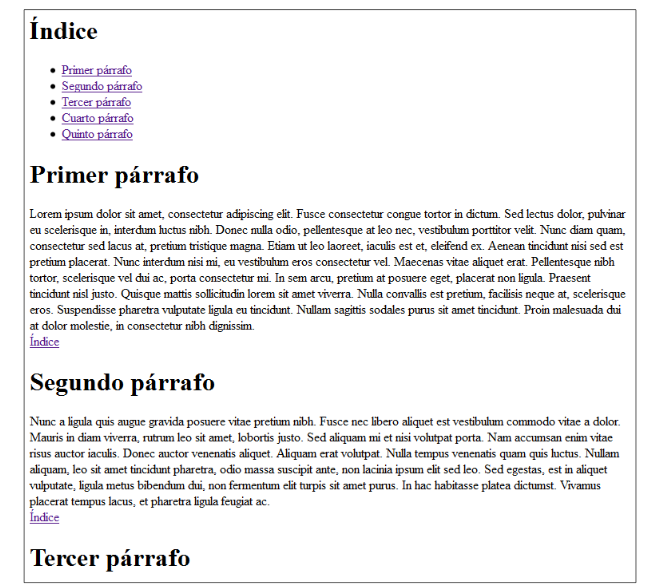 Índice
Primer párrafo
Segundo párrafo
Tercer párrafo
Cuarto párrafo
Quinto párrafo
Primer párrafo
Lorem ipsum dolor sit amet, consectetur adipiscing elit. Fusce consectetur congue tortor in dictum. Sed lectus dolor, pulvinar
eu scelerisque in, interdum luctus nibh. Donec nulla odio, pellentesque at leo nec, vestibulum porttitor velit. Nunc diam quam,
consectetur sed lacus at, pretium tristique magna. Etiam ut leo laoreet, iaculis est et, eleifend ex. Aenean tincidunt nisi sed est
pretium placerat. Nunc interdum nisi mi, eu vestibulum eros consectetur vel. Maecenas vitae aliquet erat. Pellentesque nibh
tortor, scelerisque vel dui ac, porta consectetur mi. In sem arcu, pretium at posuere eget, placerat non ligula. Praesent
tincidunt nisl justo. Quisque mattis sollicitudin lorem sit amet viverra. Nulla convallis est pretium, facilisis neque at, scelerisque
eros. Suspendisse pharetra vulputate ligula eu tincidunt. Nullam sagittis sodales purus sit amet tincidunt. Proin malesuada dui
at dolor molestie, in consectetur nibh dignissim.
Índice
Segundo párrafo
Nunc a ligula quis augue gravida posuere vitae pretium nibh. Fusce nec libero aliquet est vestibulum commodo vitae a dolor.
Mauris in diam viverra, rutrum leo sit amet, lobortis justo. Sed aliquam mi et nisi volutpat porta. Nam accumsan enim vitae
risus auctor iaculis. Donec auctor venenatis aliquet. Aliquam erat volutpat. Nulla tempus venenatis quam quis luctus. Nullam
aliquam, leo sit amet tincidunt pharetra, odio massa suscipit ante, non lacinia ipsum elit sed leo. Sed egestas, est in aliquet
vulputate, ligula metus bibendum dui, non fermentum elit turpis sit amet purus. In hac habitasse platea dictumst. Vivamus
placerat tempus lacus, et pharetra ligula feugiat ac.
Índice
Tercer párrafo